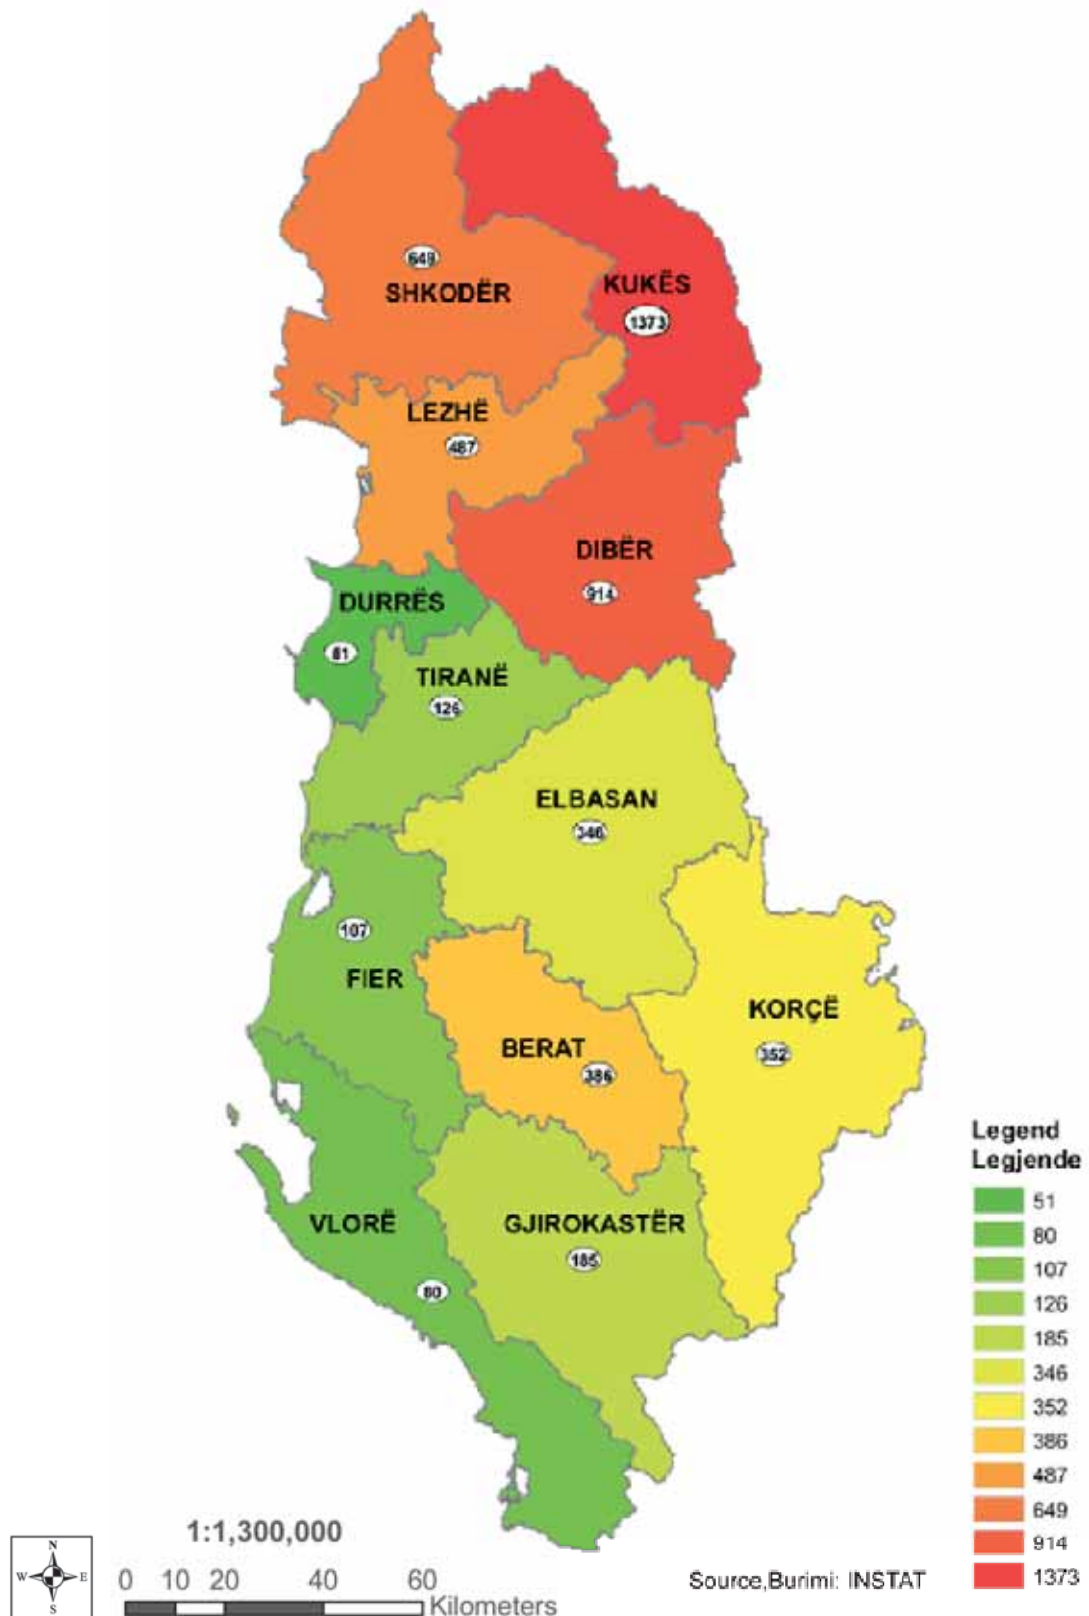 649
SHKODËR
KUKËS
1373
LEZHË
487
DIBËR
914
DURRËS
TIRANË
126
ELBASAN
346
107
FIER
KORÇË
352
BERAT
386
VLORË
80
GJIROKASTËR
185
Legend
Legjende
51
80
107
126
185
346
352
386
487
649
914
1373
1:1,300,000
0 10 20 40 60
Kilometers
Source,Burimi: INSTAT
N
W E
S